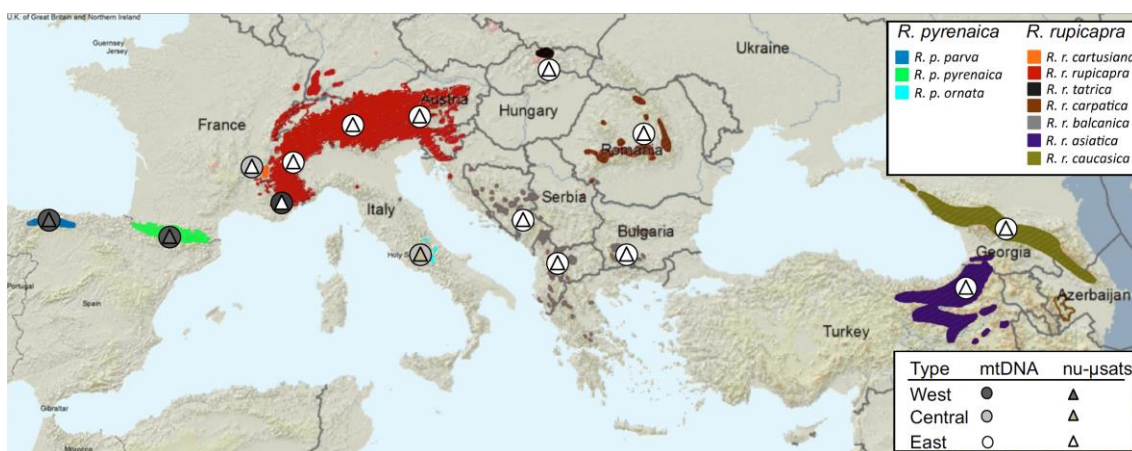 U.K. of Great Britain and Northern Ireland
Guernsey
Jersey
Ukraine
France
Austria
Hungary
Romania
Italy
Serbia
Bulgaria
Holy S
Portugal
Spain
Gibraltar
Turkey
Georgia
Azerbaijan
R. pyrenaica
R. p. parva
R. p. pyrenaica
R. p. ornata
R. rupicapra
R. r. cartusiana
R. r. rupicapra
R. r. tatrica
R. r. carpatica
R. r. balcanica
R. r. asiatica
R. r. caucasica
Type mtDNA nu-µsats
West
Central
East